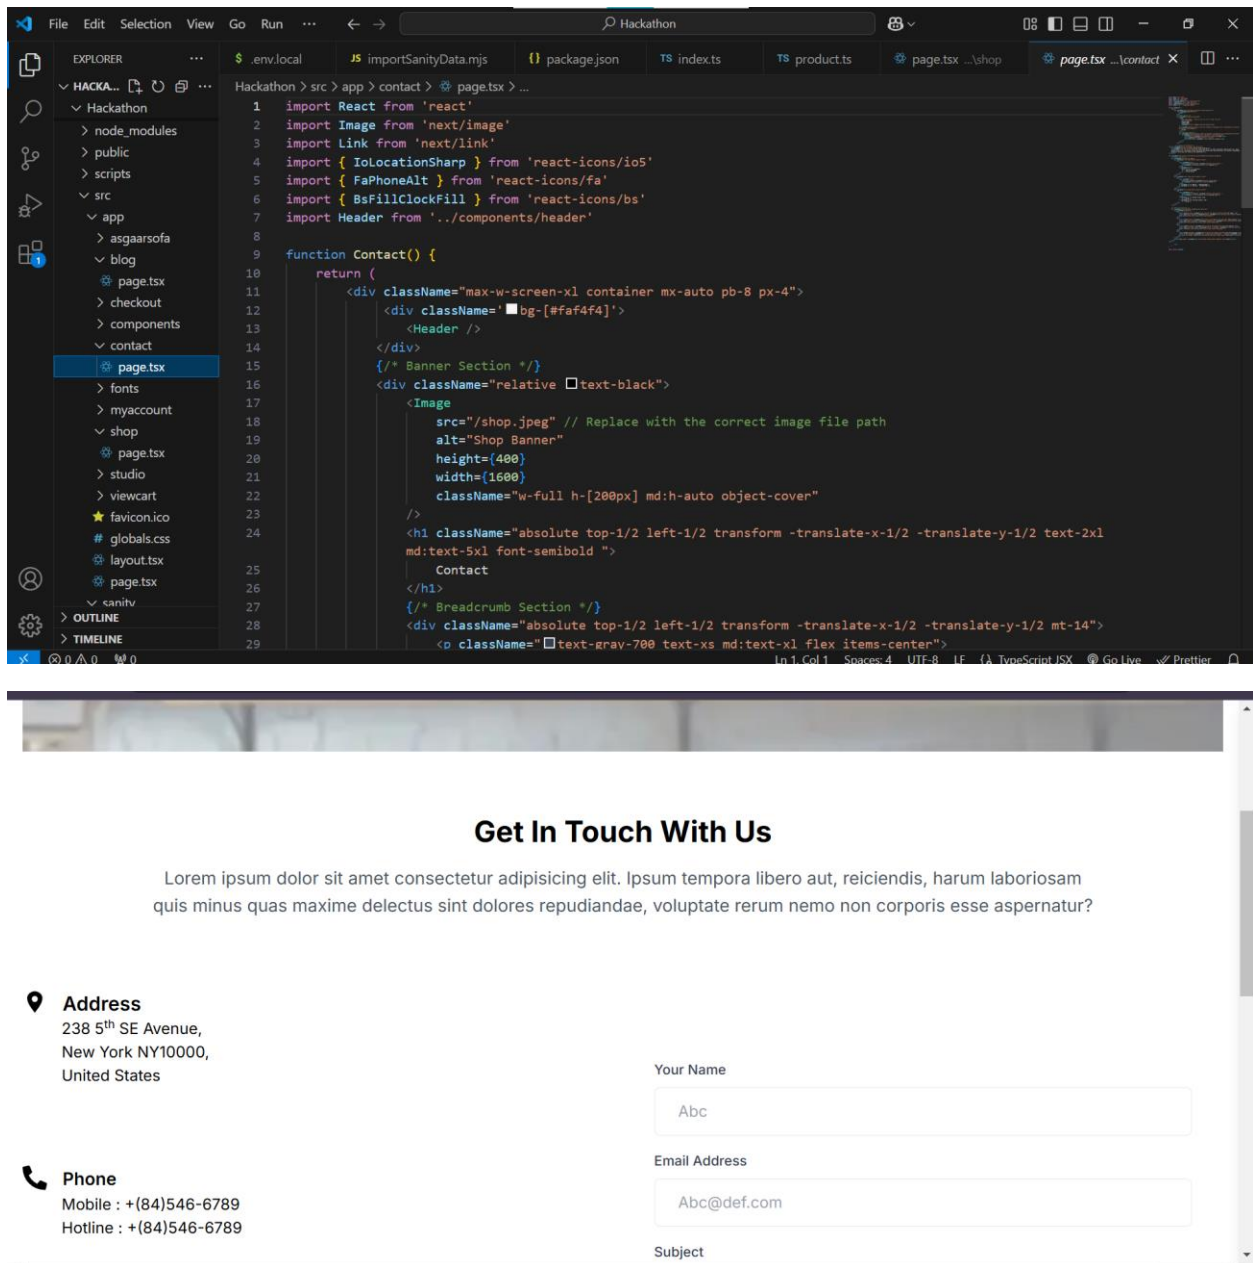 File Edit Selection View Go Run ... Hackathon
EXPLORER ...
HACKA... ...
Hackathon
node_modules
public
scripts
src
app
asgaarsofa
blog
page.tsx
checkout
components
contact
page.tsx
fonts
myaccount
shop
page.tsx
studio
viewcart
favicon.ico
# globals.css
layout.tsx
page.tsx
sanity
OUTLINE
TIMELINE
1
$ .env.local JS importSanityData.mjs {} package.json TS index.ts TS product.ts page.tsx ...\shop page.tsx ...\contact
Hackathon > src > app > contact > page.tsx > ...
1 import React from 'react'
2 import Image from 'next/image'
3 import Link from 'next/link'
4 import { IoLocationSharp } from 'react-icons/io5'
5 import { FaPhoneAlt } from 'react-icons/fa'
6 import { BsFillClockFill } from 'react-icons/bs'
7 import Header from '../components/header'
8
9 function Contact() {
10 return (
11 <div className="max-w-screen-xl container mx-auto pb-8 px-4">
12 <div className='bg-[#faf4f4]'>
13 <Header />
14 </div>
15 {/* Banner Section */}
16 <div className="relative text-black">
17 <Image
18 src="/shop.jpeg" // Replace with the correct image file path
19 alt="Shop Banner"
20 height={400}
21 width={1600}
22 className="w-full h-[200px] md:h-auto object-cover"
23 />
24 <h1 className="absolute top-1/2 left-1/2 transform -translate-x-1/2 -translate-y-1/2 text-2xl
md:text-5xl font-semibold ">
25 Contact
26 </h1>
27 {/* Breadcrumb Section */}
28 <div className="absolute top-1/2 left-1/2 transform -translate-x-1/2 -translate-y-1/2 mt-14">
29 <p className="text-gray-700 text-xs md:text-xl flex items-center">
0 0 0 Ln 1, Col 1 Spaces: 4 UTF-8 LF TypeScript JSX Go Live Prettier
Get In Touch With Us
Lorem ipsum dolor sit amet consectetur adipisicing elit. Ipsum tempora libero aut, reiciendis, harum laboriosam
quis minus quas maxime delectus sint dolores repudiandae, voluptate rerum nemo non corporis esse aspernatur?
Address
238 5th SE Avenue,
New York NY10000,
United States
Phone
Mobile : +(84)546-6789
Hotline : +(84)546-6789
Your Name
Abc
Email Address
Abc@def.com
Subject